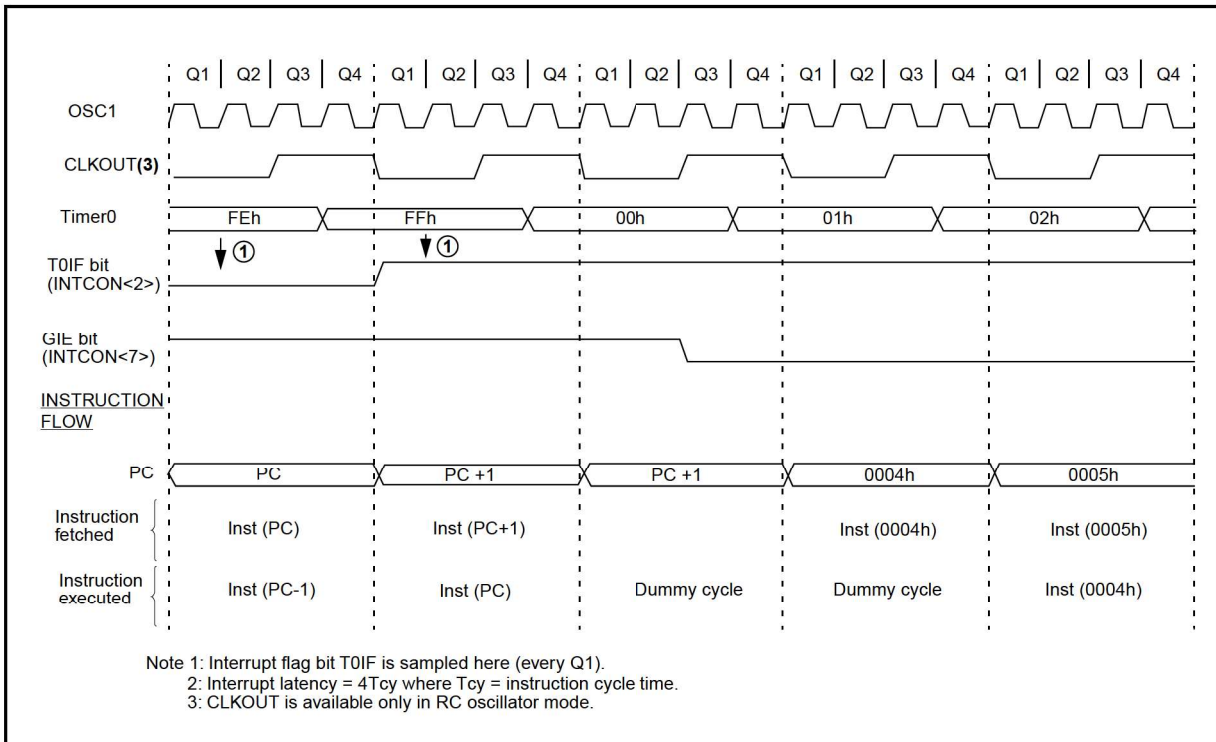 Q1 | Q2 | Q3 | Q4 Q1 | Q2 | Q3 | Q4 Q1 | Q2 | Q3 | Q4 Q1 | Q2 | Q3 | Q4 Q1 | Q2 | Q3 | Q4
OSC1
CLKOUT(3)
Timer0 FEh FFh 00h 01h 02h
① ①
T0IF bit
(INTCON<2>)
GIE bit
(INTCON<7>)
INSTRUCTION
FLOW
PC PC PC +1 PC +1 0004h 0005h
Instruction
fetched Inst (PC) Inst (PC+1) Inst (0004h) Inst (0005h)
Instruction
executed Inst (PC-1) Inst (PC) Dummy cycle Dummy cycle Inst (0004h)
Note 1: Interrupt flag bit T0IF is sampled here (every Q1).
2: Interrupt latency = 4Tcy where Tcy = instruction cycle time.
3: CLKOUT is available only in RC oscillator mode.